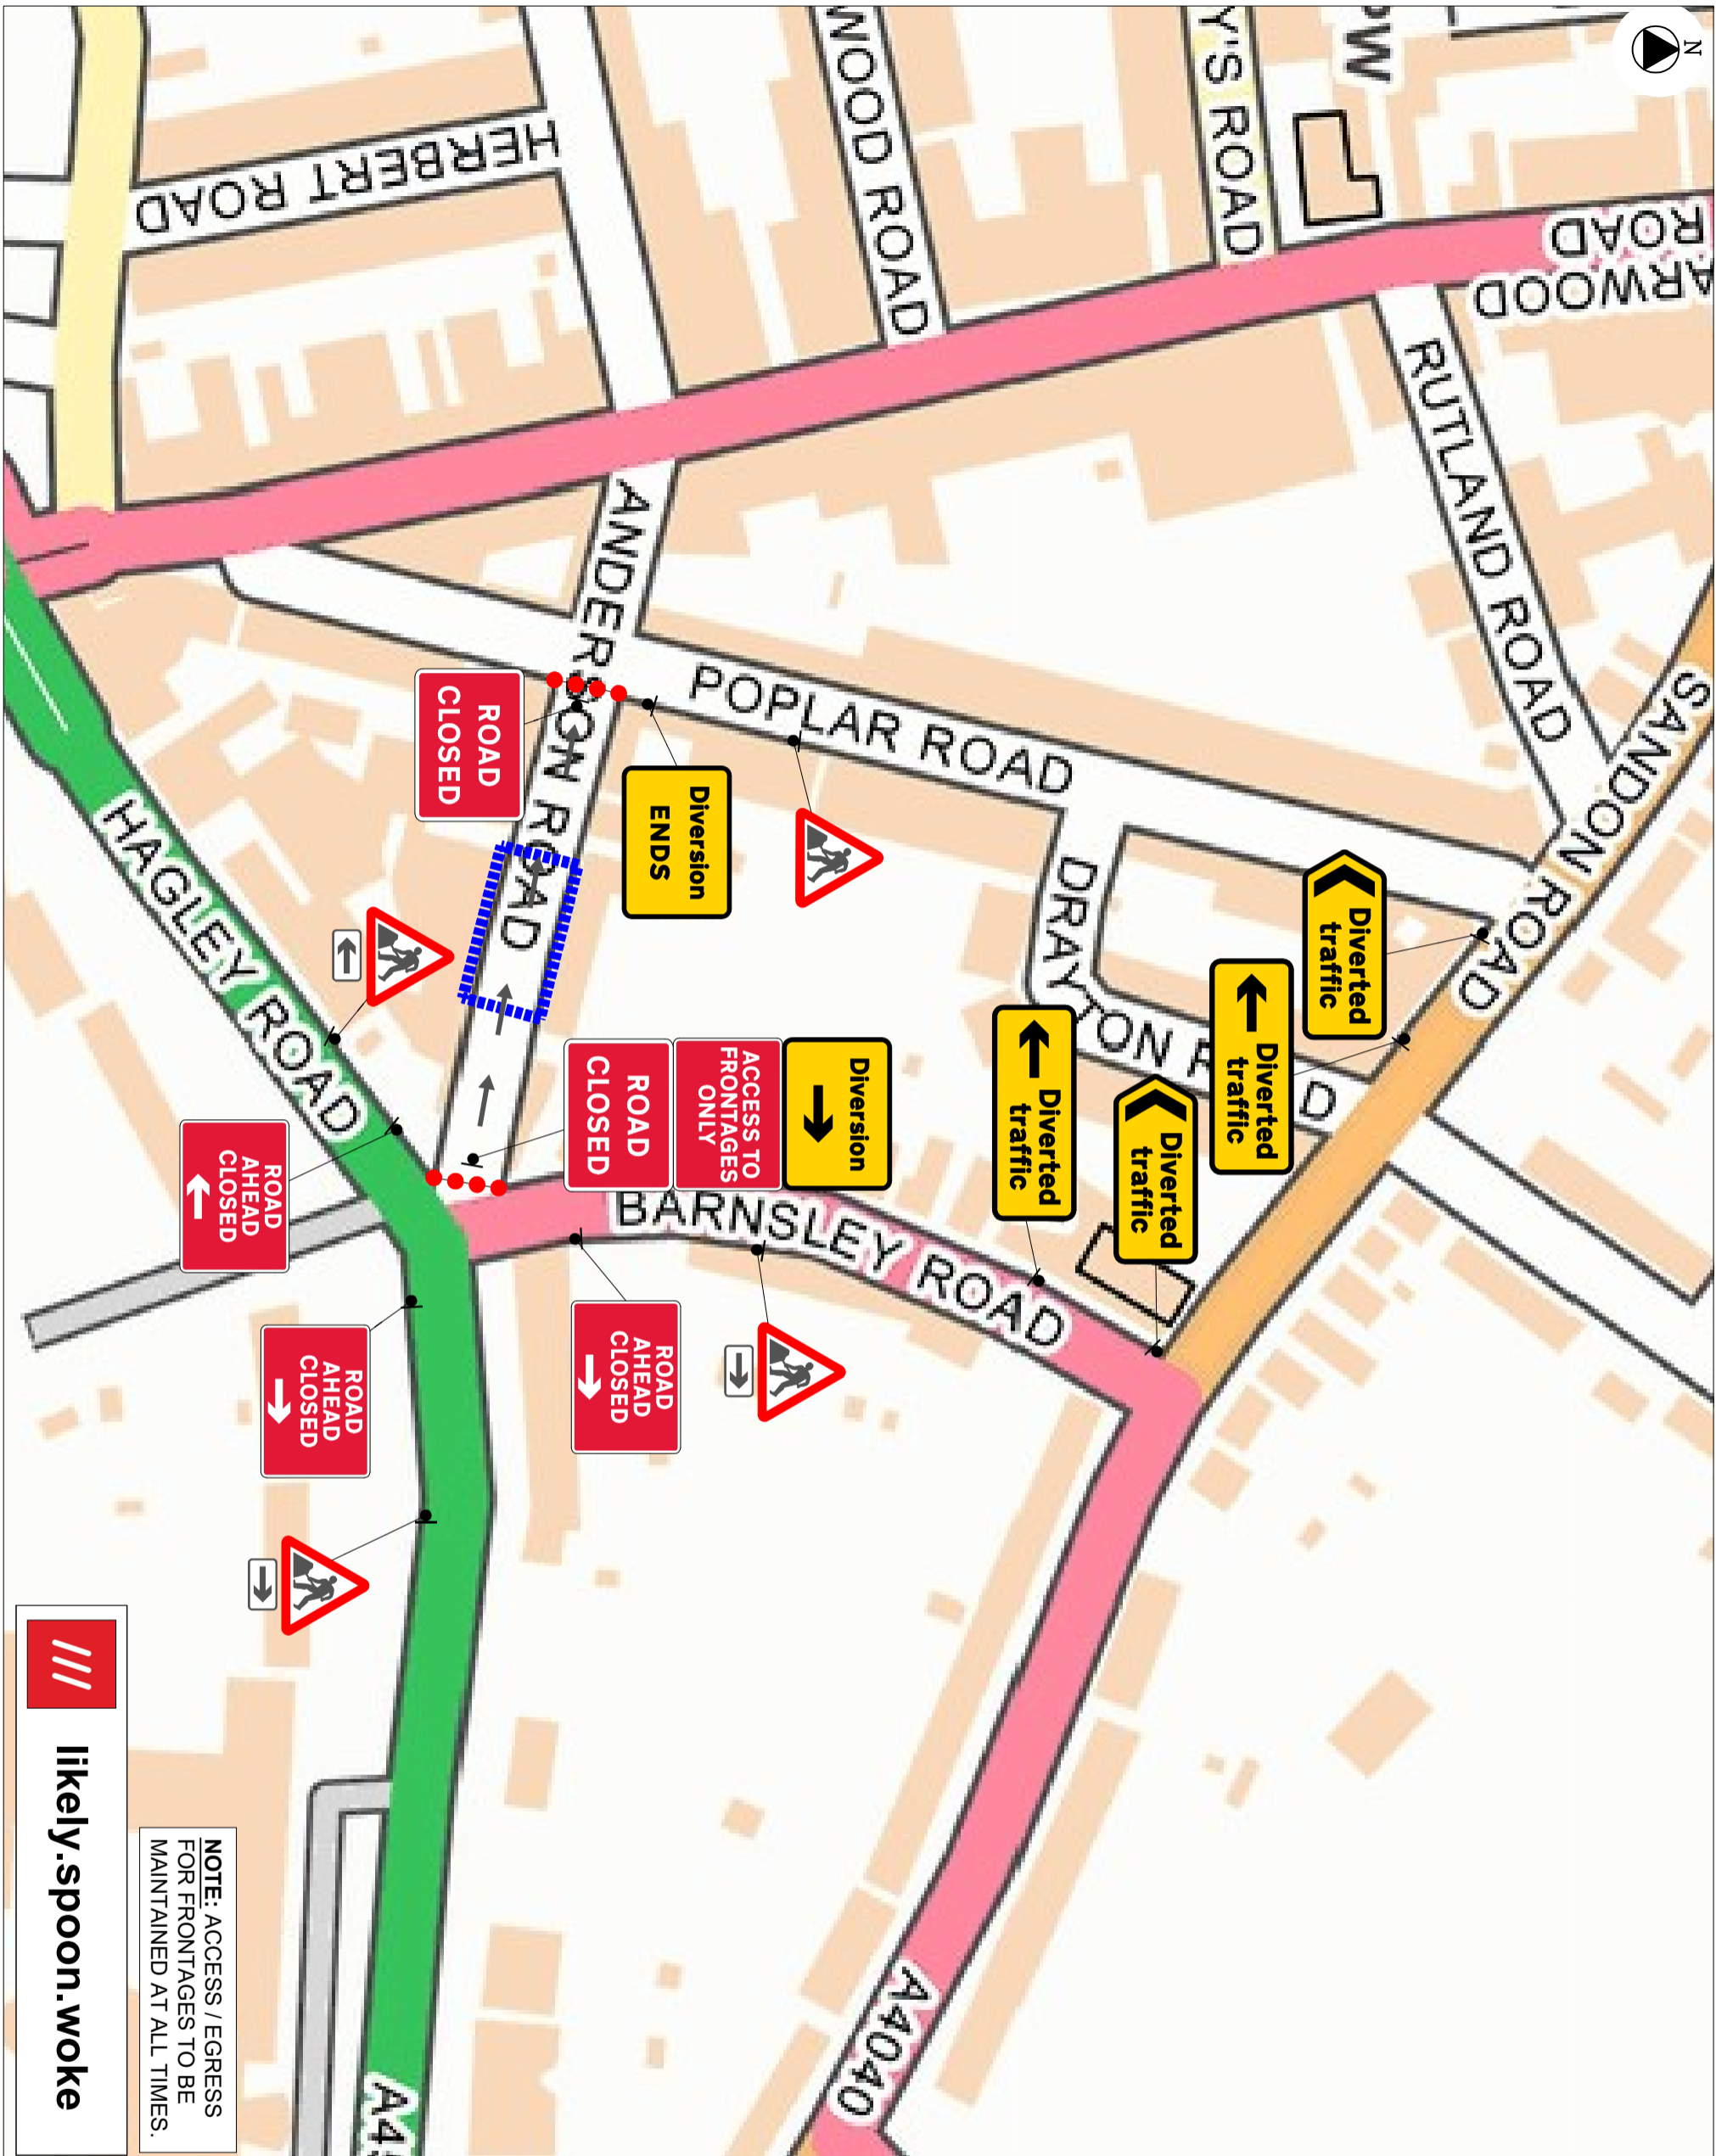 N
OW
Y'S ROAD
WOOD ROAD
HERBERT ROAD
ARWOOD
ROAD
RUTLAND ROAD
SANDON ROAD
ANDERSON ROAD
POPLAR ROAD
DRAYTON ROAD
HAGLEY ROAD
BARNSLEY ROAD
A4040
Diverted
traffic
Diverted
traffic
Diverted
traffic
Diverted
traffic
Diversion
ENDS
ROAD
CLOSED
Diversion
ACCESS TO
FRONTAGES
ONLY
ROAD
CLOSED
ROAD
AHEAD
CLOSED
ROAD
AHEAD
CLOSED
ROAD
AHEAD
CLOSED
NOTE: ACCESS / EGRESS
FOR FRONTAGES TO BE
MAINTAINED AT ALL TIMES.
likely.spoon.woke